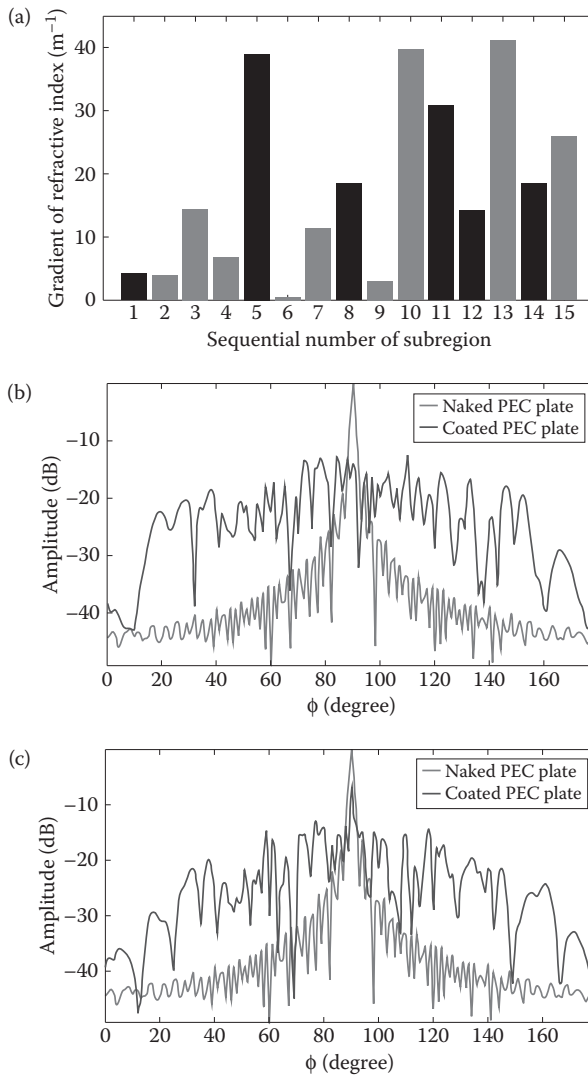 (a)
Gradient of refractive index (m⁻¹)
40
30
20
10
0
1 2 3 4 5 6 7 8 9 10 11 12 13 14 15
Sequential number of subregion
(b)
Naked PEC plate
Coated PEC plate
Amplitude (dB)
−10
−20
−30
−40
0 20 40 60 80 100 120 140 160
ϕ (degree)
(c)
Naked PEC plate
Coated PEC plate
Amplitude (dB)
−10
−20
−30
−40
0 20 40 60 80 100 120 140 160
ϕ (degree)